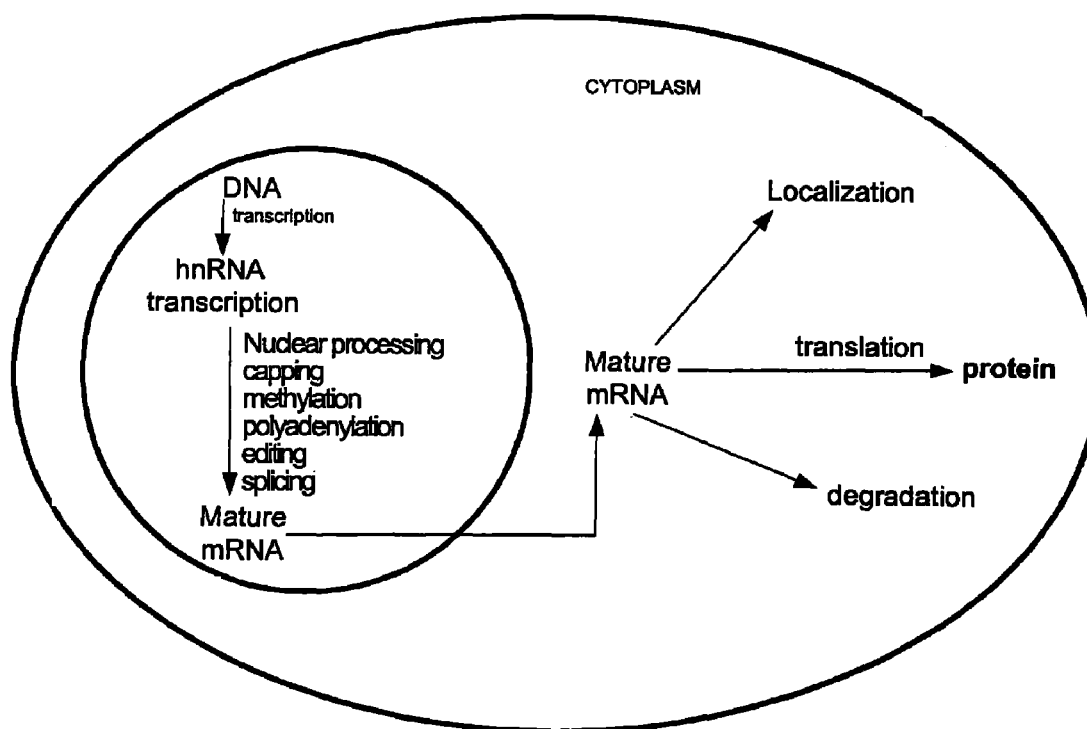 CYTOPLASM
DNA
transcription
hnRNA
transcription
Nuclear processing
capping
methylation
polyadenylation
editing
splicing
Mature
mRNA
Mature
mRNA
Localization
translation
protein
degradation